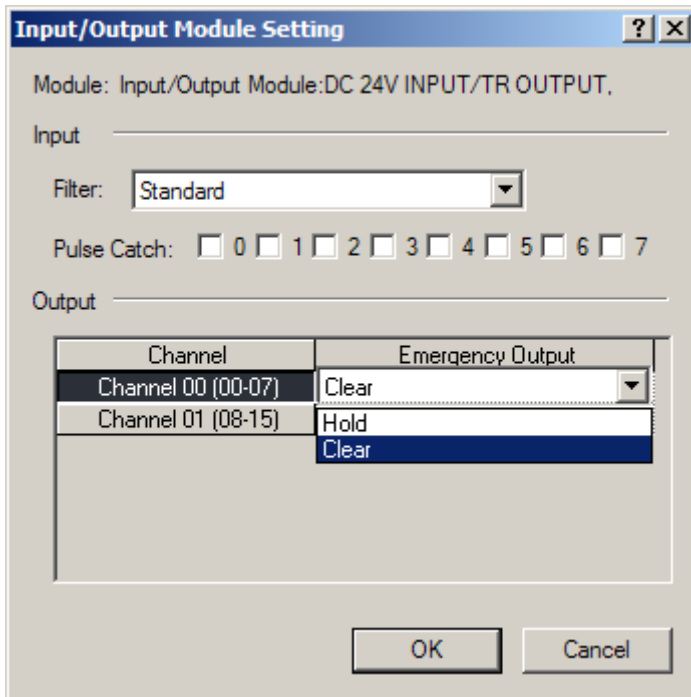 Input/Output Module Setting
Module: Input/Output Module:DC 24V INPUT/TR OUTPUT,
Input
Filter: Standard
Pulse Catch: 0 1 2 3 4 5 6 7
Output
Channel Emergency Output
Channel 00 (00-07) Clear
Channel 01 (08-15) Hold
Clear
OK Cancel